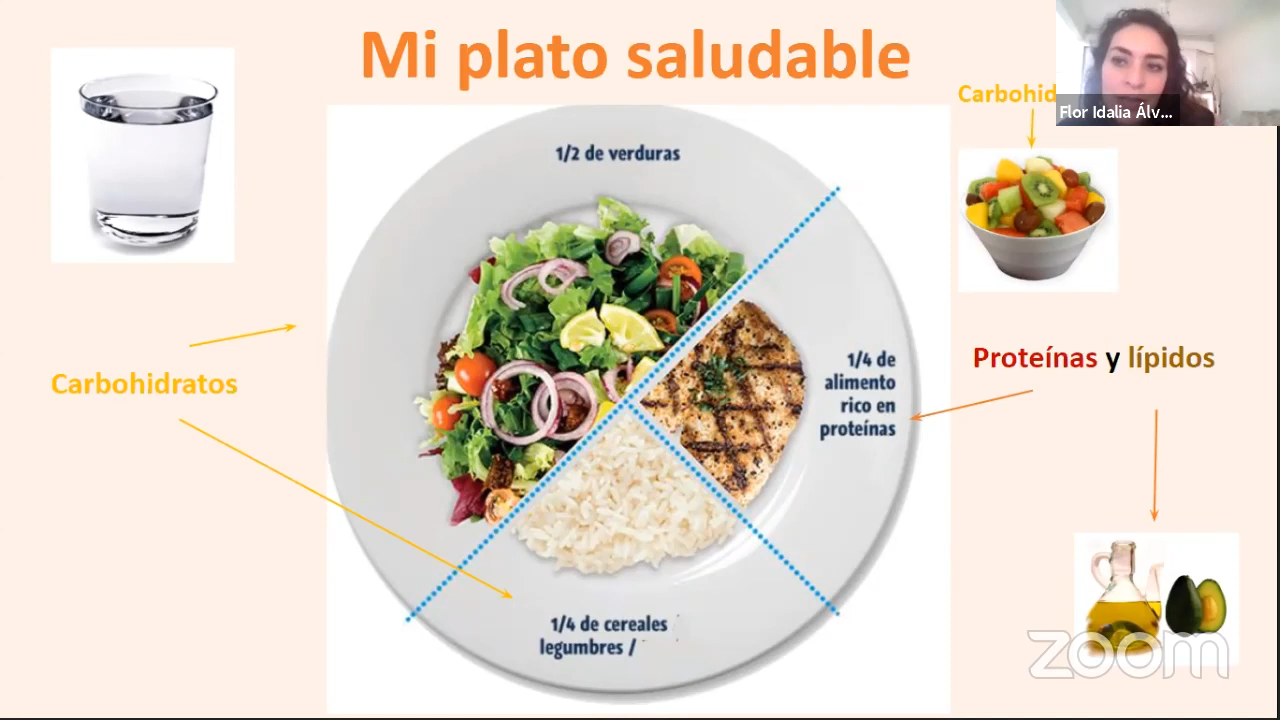 Mi plato saludable
Carbohid
Flor Idalia Álv...
1/2 de verduras
Carbohidratos
1/4 de
alimento
rico en
proteínas
Proteínas y lípidos
1/4 de cereales
legumbres /
zoom